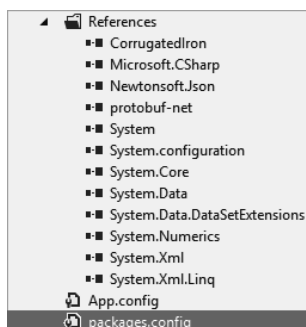 References
CorrugatedIron
Microsoft.CSharp
Newtonsoft.Json
protobuf-net
System
System.configuration
System.Core
System.Data
System.Data.DataSetExtensions
System.Numerics
System.Xml
System.Xml.Linq
App.config
packages.config